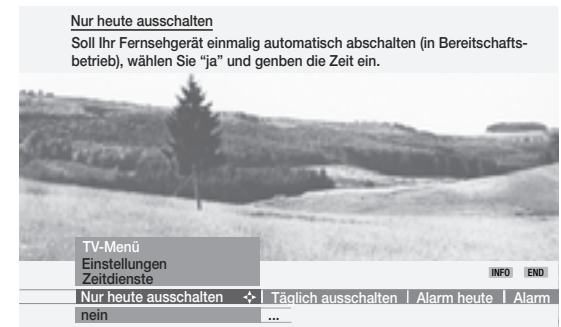 Nur heute ausschalten
Soll Ihr Fernsehgerät einmalig automatisch abschalten (in Bereitschafts-
betrieb), wählen Sie “ja” und genben die Zeit ein.
TV-Menü
Einstellungen
Zeitdienste
INFO END
Nur heute ausschalten Täglich ausschalten Alarm heute Alarm
nein ...